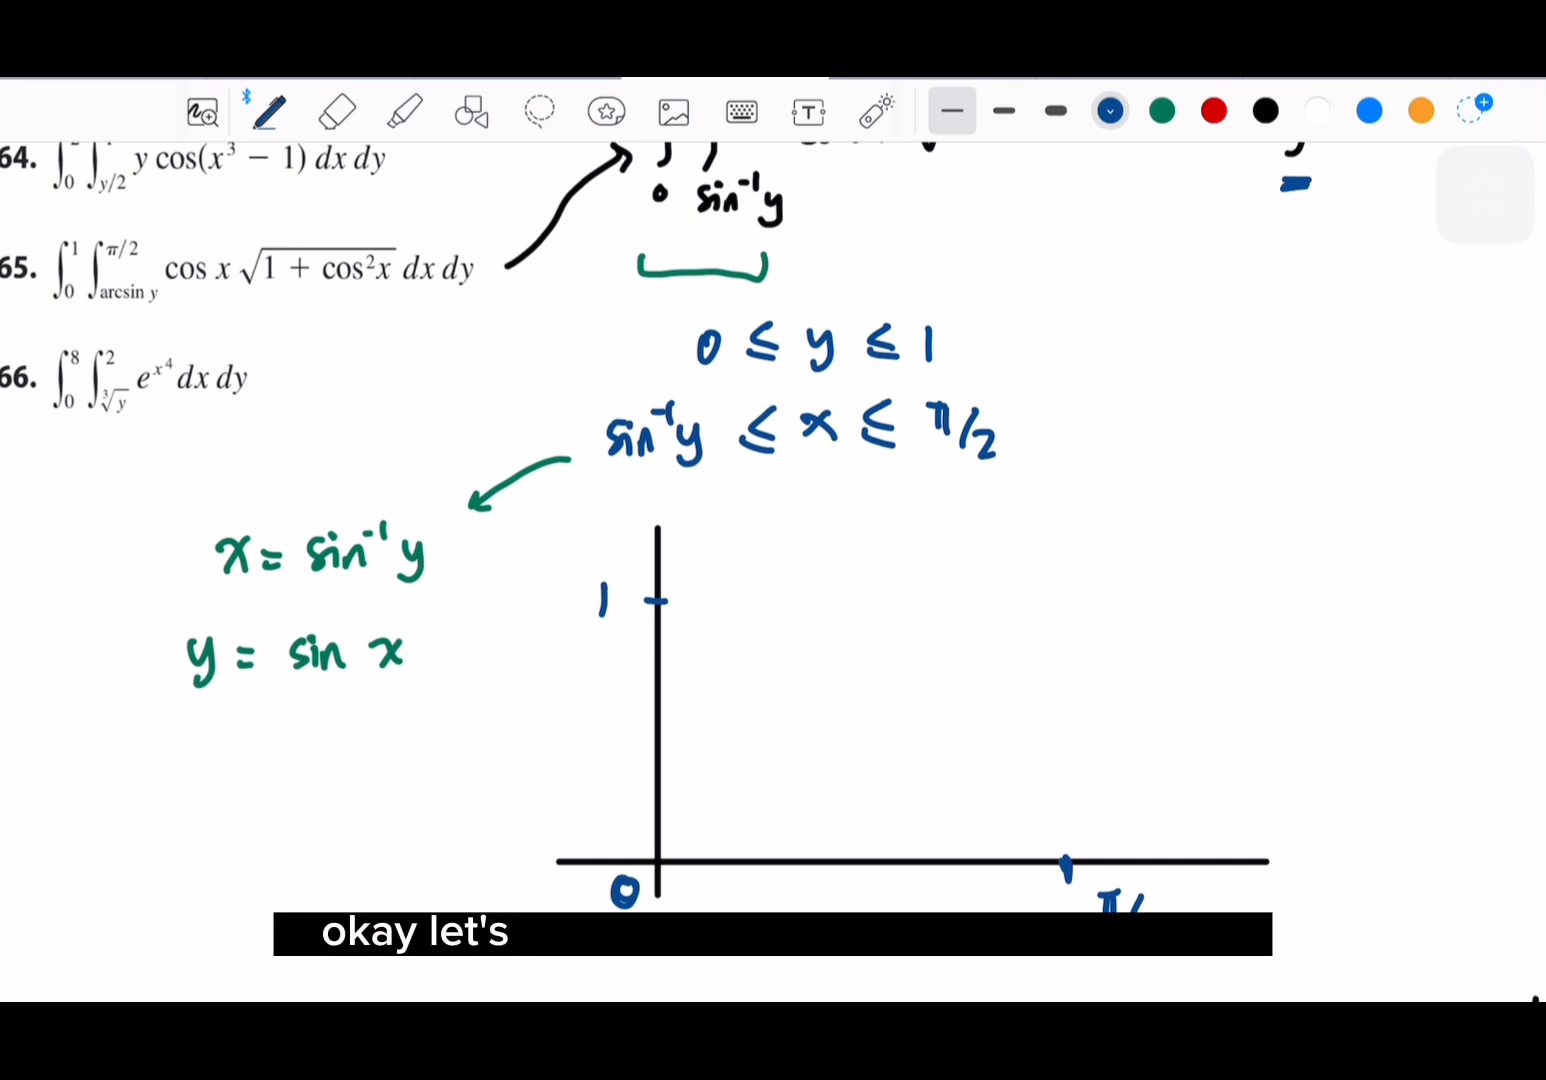 64. ∫₀ ∫_{y/2} y cos(x³ − 1) dx dy
0 sin⁻¹y
65. ∫₀¹ ∫_{arcsin y}^{π/2} cos x √(1 + cos²x) dx dy
0 ≤ y ≤ 1
66. ∫₀⁸ ∫_{∛y}² e^{x⁴} dx dy
sin⁻¹y ≤ x ≤ π/2
x = sin⁻¹ y
1
y = sin x
0
π/
okay let's